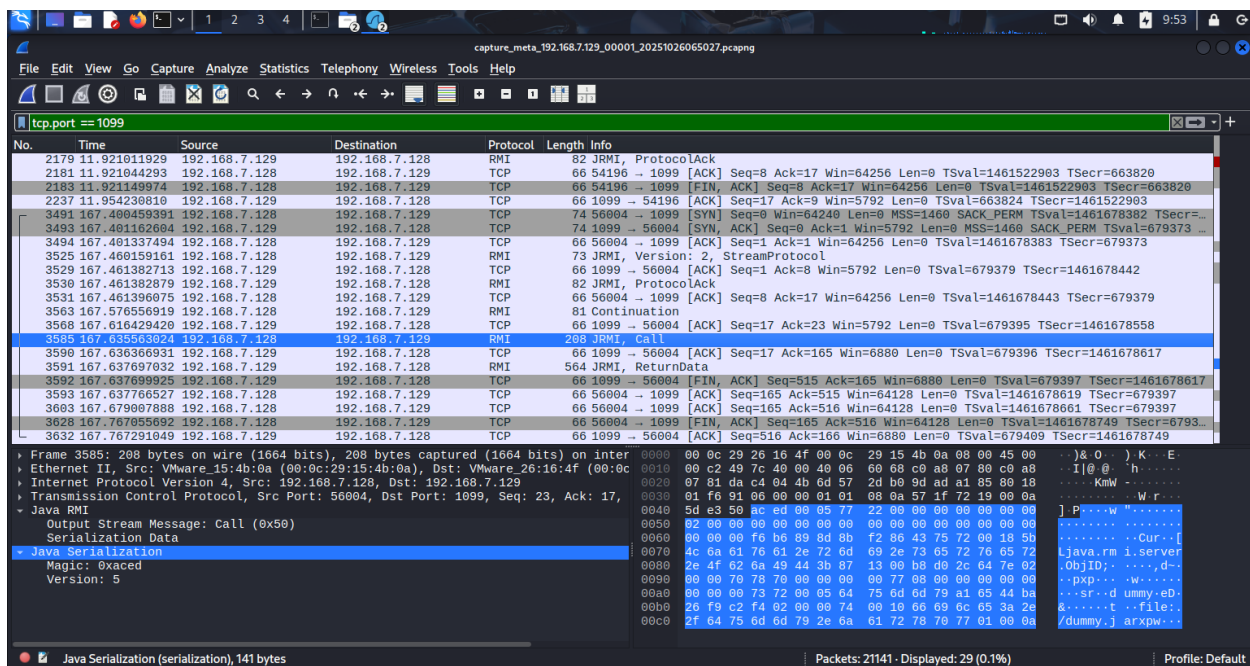 1 2 3 4 9:53
capture_meta_192.168.7.129_00001_20251026065027.pcapng
File Edit View Go Capture Analyze Statistics Telephony Wireless Tools Help
tcp.port == 1099
No. Time Source Destination Protocol Length Info
2179 11.921011929 192.168.7.129 192.168.7.128 RMI 82 JRMI, ProtocolAck
2181 11.921044293 192.168.7.128 192.168.7.129 TCP 66 54196 → 1099 [ACK] Seq=8 Ack=17 Win=64256 Len=0 TSval=1461522903 TSecr=663820
2183 11.921149974 192.168.7.128 192.168.7.129 TCP 66 54196 → 1099 [FIN, ACK] Seq=8 Ack=17 Win=64256 Len=0 TSval=1461522903 TSecr=663820
2237 11.954230810 192.168.7.129 192.168.7.128 TCP 66 1099 → 54196 [ACK] Seq=17 Ack=9 Win=5792 Len=0 TSval=663824 TSecr=1461522903
3491 167.400459391 192.168.7.128 192.168.7.129 TCP 74 56004 → 1099 [SYN] Seq=0 Win=64240 Len=0 MSS=1460 SACK_PERM TSval=1461678382 TSecr=…
3493 167.401162604 192.168.7.129 192.168.7.128 TCP 74 1099 → 56004 [SYN, ACK] Seq=0 Ack=1 Win=5792 Len=0 MSS=1460 SACK_PERM TSval=679373 …
3494 167.401337494 192.168.7.128 192.168.7.129 TCP 66 56004 → 1099 [ACK] Seq=1 Ack=1 Win=64256 Len=0 TSval=1461678383 TSecr=679373
3525 167.460159161 192.168.7.128 192.168.7.129 RMI 73 JRMI, Version: 2, StreamProtocol
3529 167.461382713 192.168.7.129 192.168.7.128 TCP 66 1099 → 56004 [ACK] Seq=1 Ack=8 Win=5792 Len=0 TSval=679379 TSecr=1461678442
3530 167.461382879 192.168.7.129 192.168.7.128 RMI 82 JRMI, ProtocolAck
3531 167.461396075 192.168.7.128 192.168.7.129 TCP 66 56004 → 1099 [ACK] Seq=8 Ack=17 Win=64256 Len=0 TSval=1461678443 TSecr=679379
3563 167.576556919 192.168.7.128 192.168.7.129 RMI 81 Continuation
3568 167.616429420 192.168.7.129 192.168.7.128 TCP 66 1099 → 56004 [ACK] Seq=17 Ack=23 Win=5792 Len=0 TSval=679395 TSecr=1461678558
3585 167.635563024 192.168.7.128 192.168.7.129 RMI 208 JRMI, Call
3590 167.636366931 192.168.7.129 192.168.7.128 TCP 66 1099 → 56004 [ACK] Seq=17 Ack=165 Win=6880 Len=0 TSval=679396 TSecr=1461678617
3591 167.637697032 192.168.7.129 192.168.7.128 RMI 564 JRMI, ReturnData
3592 167.637699925 192.168.7.129 192.168.7.128 TCP 66 1099 → 56004 [FIN, ACK] Seq=515 Ack=165 Win=6880 Len=0 TSval=679397 TSecr=1461678617
3593 167.637766527 192.168.7.128 192.168.7.129 TCP 66 56004 → 1099 [ACK] Seq=165 Ack=515 Win=64128 Len=0 TSval=1461678619 TSecr=679397
3603 167.679007888 192.168.7.128 192.168.7.129 TCP 66 56004 → 1099 [ACK] Seq=165 Ack=516 Win=64128 Len=0 TSval=1461678661 TSecr=679397
3628 167.767055692 192.168.7.128 192.168.7.129 TCP 66 56004 → 1099 [FIN, ACK] Seq=165 Ack=516 Win=64128 Len=0 TSval=1461678749 TSecr=6793…
3632 167.767291049 192.168.7.129 192.168.7.128 TCP 66 1099 → 56004 [ACK] Seq=516 Ack=166 Win=6880 Len=0 TSval=679409 TSecr=1461678749
Frame 3585: 208 bytes on wire (1664 bits), 208 bytes captured (1664 bits) on inter
Ethernet II, Src: VMware_15:4b:0a (00:0c:29:15:4b:0a), Dst: VMware_26:16:4f (00:0c
Internet Protocol Version 4, Src: 192.168.7.128, Dst: 192.168.7.129
Transmission Control Protocol, Src Port: 56004, Dst Port: 1099, Seq: 23, Ack: 17,
Java RMI
Output Stream Message: Call (0x50)
Serialization Data
Java Serialization
Magic: 0xaced
Version: 5
0000 00 0c 29 26 16 4f 00 0c 29 15 4b 0a 08 00 45 00 ··)&·O·· )·K···E·
0010 00 c2 49 7c 40 00 40 06 60 68 c0 a8 07 80 c0 a8 ··I|@·@· `h······
0020 07 81 da c4 04 4b 6d 57 2d b0 9d ad a1 85 80 18 ·····KmW -·······
0030 01 f6 91 06 00 00 01 01 08 0a 57 1f 72 19 00 0a ········ ··W·r···
0040 5d e3 50 ac ed 00 05 77 22 00 00 00 00 00 00 00 ]·P····w "·······
0050 02 00 00 00 00 00 00 00 00 00 00 00 00 00 00 00 ········ ········
0060 00 00 00 f6 b6 89 8d 8b f2 86 43 75 72 00 18 5b ········ ··Cur··[
0070 4c 6a 61 76 61 2e 72 6d 69 2e 73 65 72 76 65 72 Ljava.rm i.server
0080 2e 4f 62 6a 49 44 3b 87 13 00 b8 d0 2c 64 7e 02 .ObjID;· ····,d~·
0090 00 00 70 78 70 00 00 00 00 77 08 00 00 00 00 00 ··pxp··· ·w······
00a0 00 00 00 73 72 00 05 64 75 6d 6d 79 a1 65 44 ba ···sr··d ummy·eD·
00b0 26 f9 c2 f4 02 00 00 74 00 10 66 69 6c 65 3a 2e &······t ··file:.
00c0 2f 64 75 6d 6d 79 2e 6a 61 72 78 70 77 01 00 0a /dummy.j arxpw···
Java Serialization (serialization), 141 bytes Packets: 21141 · Displayed: 29 (0.1%) Profile: Default